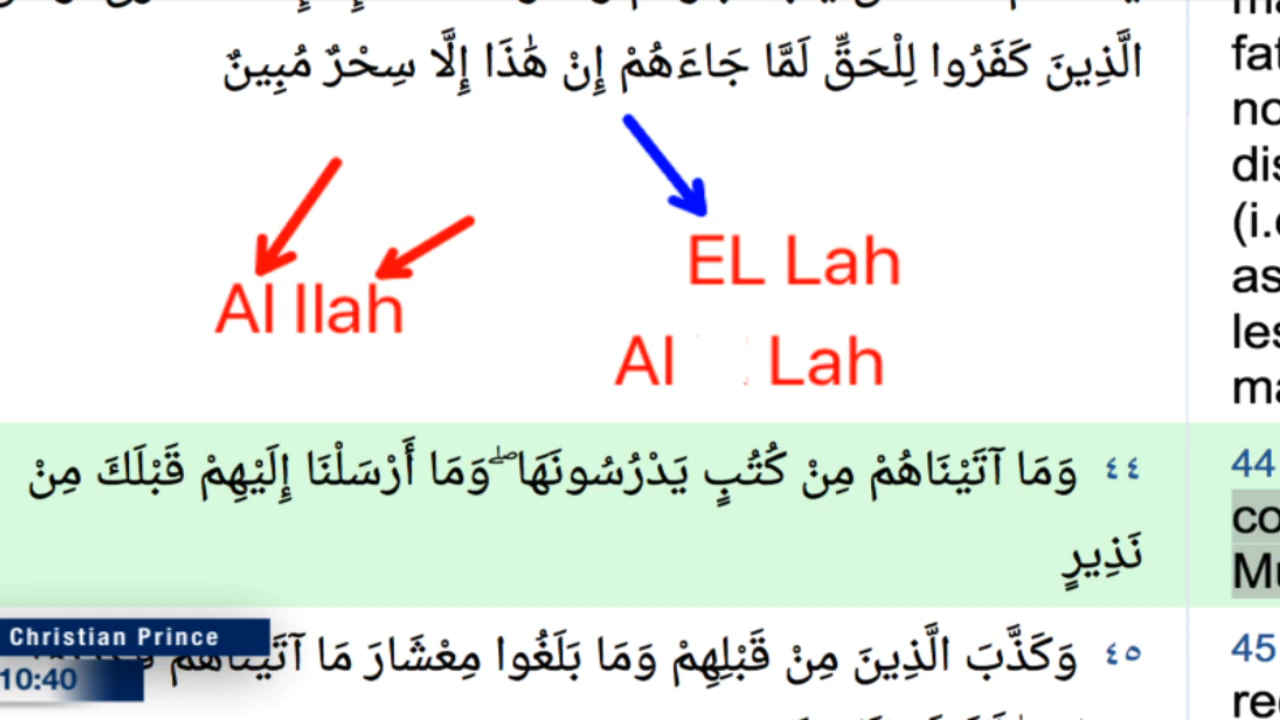 الَّذِينَ كَفَرُوا لِلْحَقِّ لَمَّا جَاءَهُمْ إِنْ هَٰذَا إِلَّا سِحْرٌ مُبِينٌ
EL Lah
Al Ilah
Al Lah
٤٤ وَمَا آتَيْنَاهُمْ مِنْ كُتُبٍ يَدْرُسُونَهَا ۖ وَمَا أَرْسَلْنَا إِلَيْهِمْ قَبْلَكَ مِنْ
نَذِيرٍ
44
٤٥ وَكَذَّبَ الَّذِينَ مِنْ قَبْلِهِمْ وَمَا بَلَغُوا مِعْشَارَ مَا آتَيْنَاهُمْ
45
Christian Prince
10:40